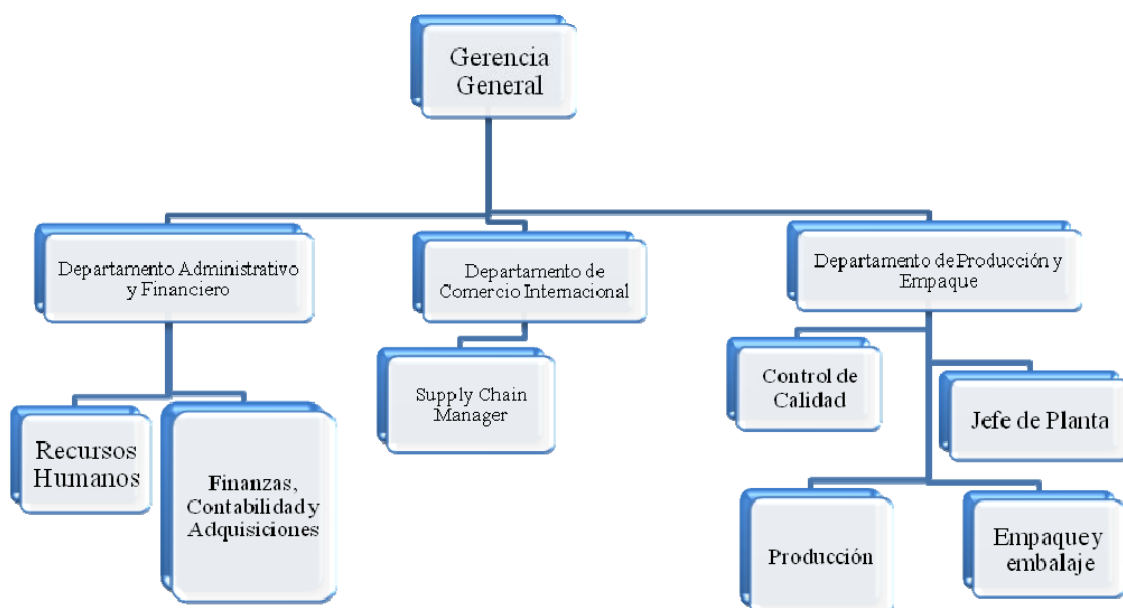 Gerencia
General
Departamento Administrativo
y Financiero
Departamento de
Comercio Internacional
Departamento de Producción y
Empaque
Supply Chain
Manager
Control de
Calidad
Jefe de Planta
Recursos
Humanos
Finanzas,
Contabilidad y
Adquisiciones
Producción
Empaque y
embalaje